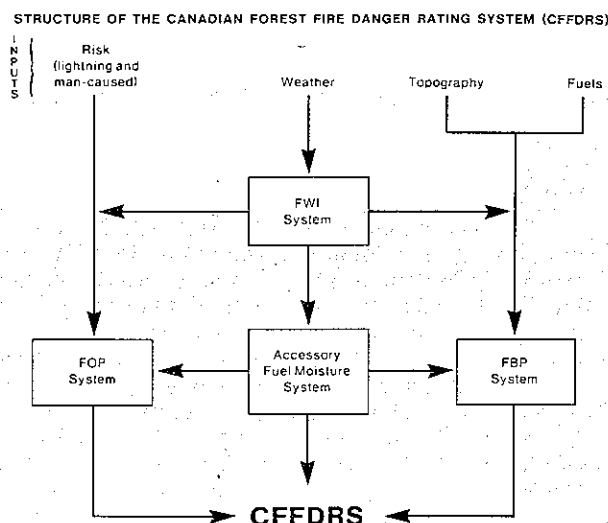 STRUCTURE OF THE CANADIAN FOREST FIRE DANGER RATING SYSTEM (CFFDRS)
INPUTS
Risk
(lightning and
man-caused)
Weather
Topography
Fuels
FWI
System
FOP
System
Accessory
Fuel Moisture
System
FBP
System
CFFDRS